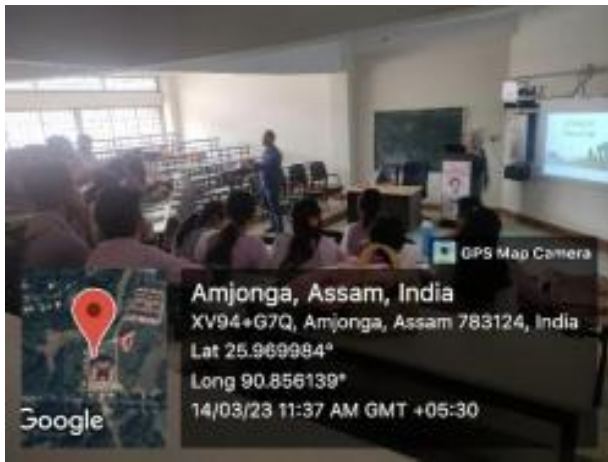 GPS Map Camera
Amjonga, Assam, India
XV94+G7Q, Amjonga, Assam 783124, India
Lat 25.969984°
Long 90.856139°
14/03/23 11:37 AM GMT +05:30
Google